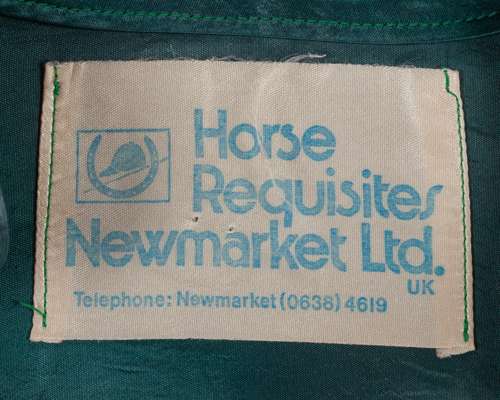 Horse
Requisites
Newmarket Ltd.
UK
Telephone: Newmarket (0638) 4619